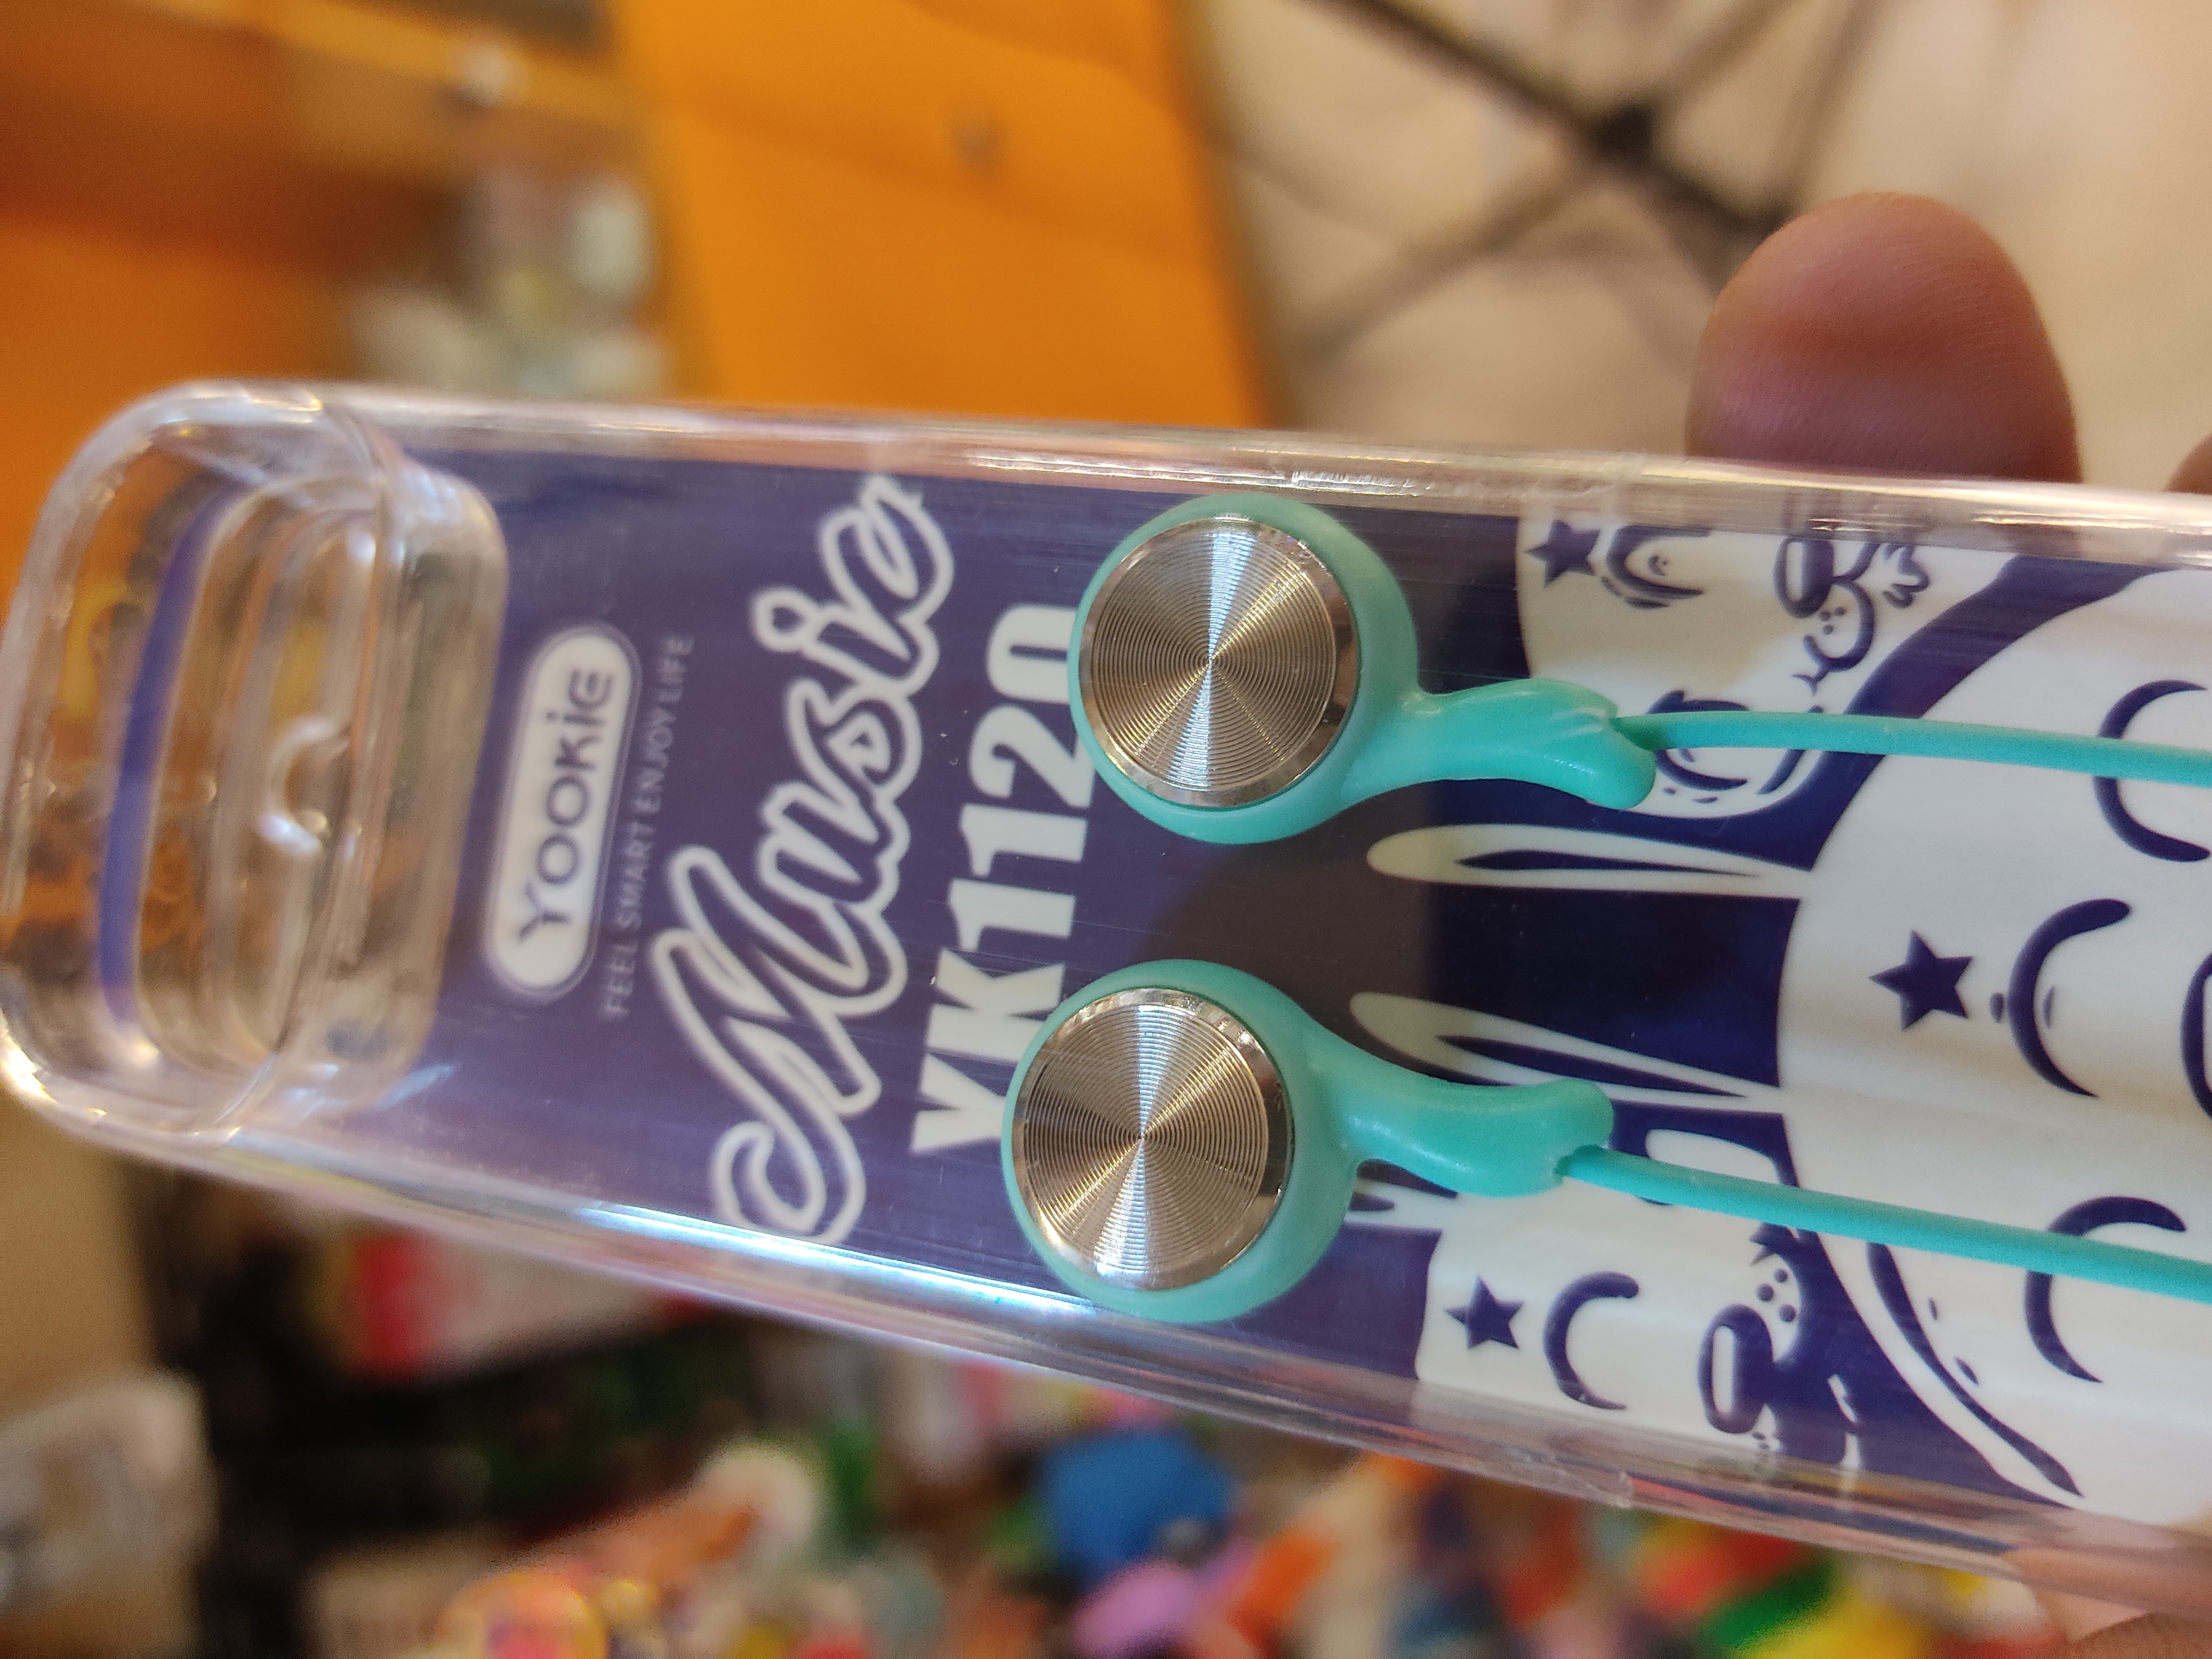 YOOKIE
FEEL SMART ENJOY LIFE
Music
YK1120